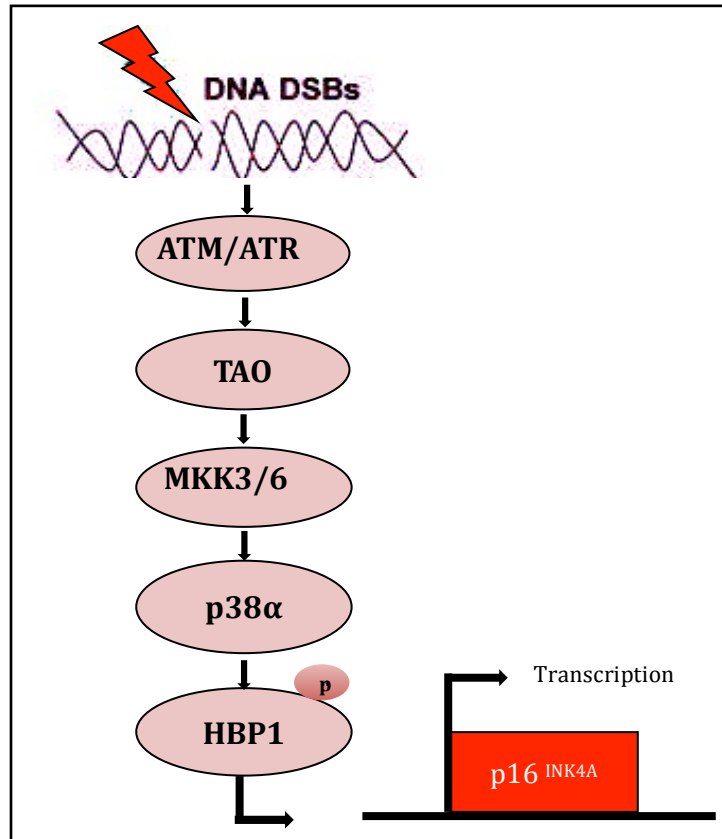 DNA DSBs
ATM/ATR
TAO
MKK3/6
p38α
p
HBP1
Transcription
p16 INK4A